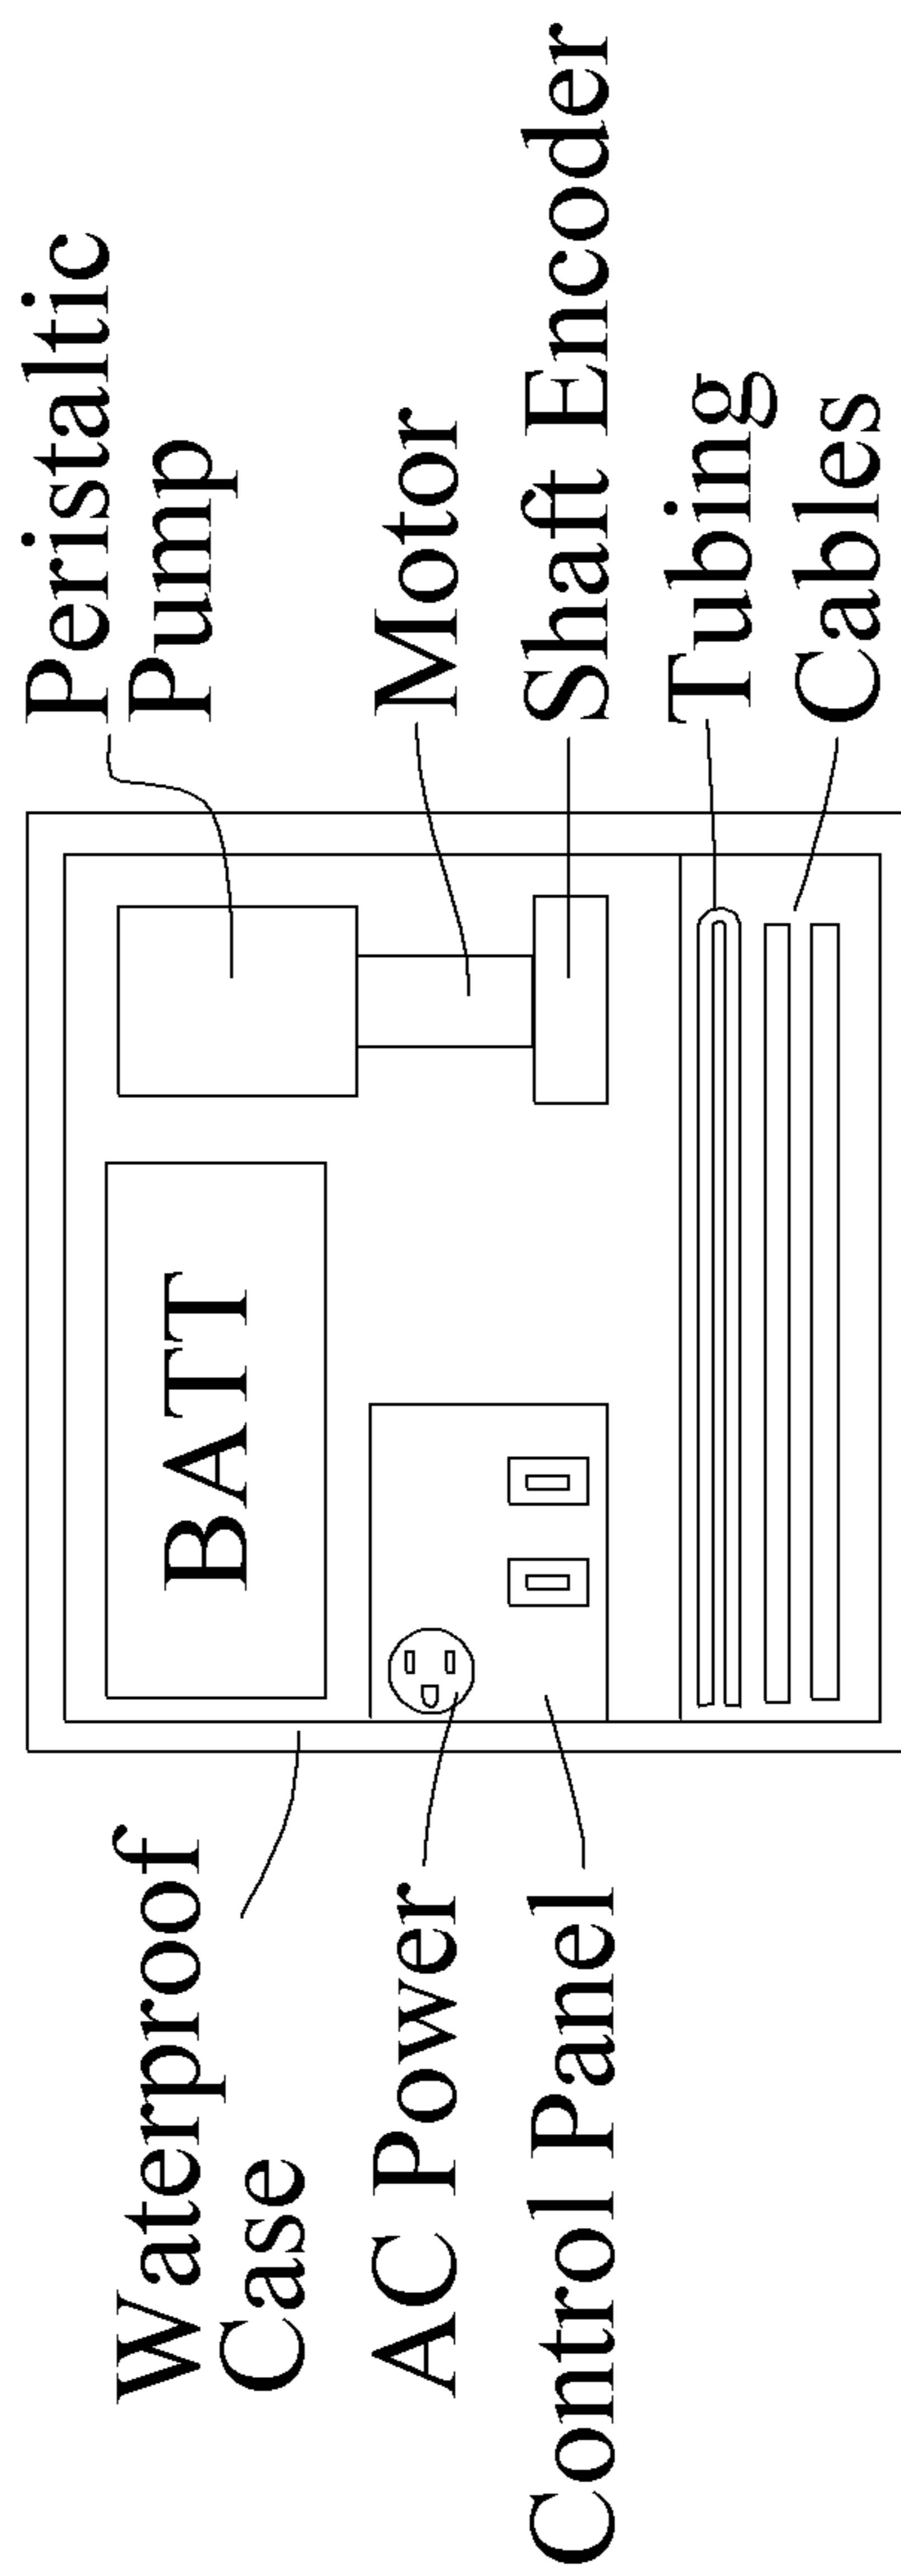 Waterproof
Case
AC Power
Control Panel
BATT
Peristaltic
Pump
Motor
Shaft Encoder
Tubing
Cables